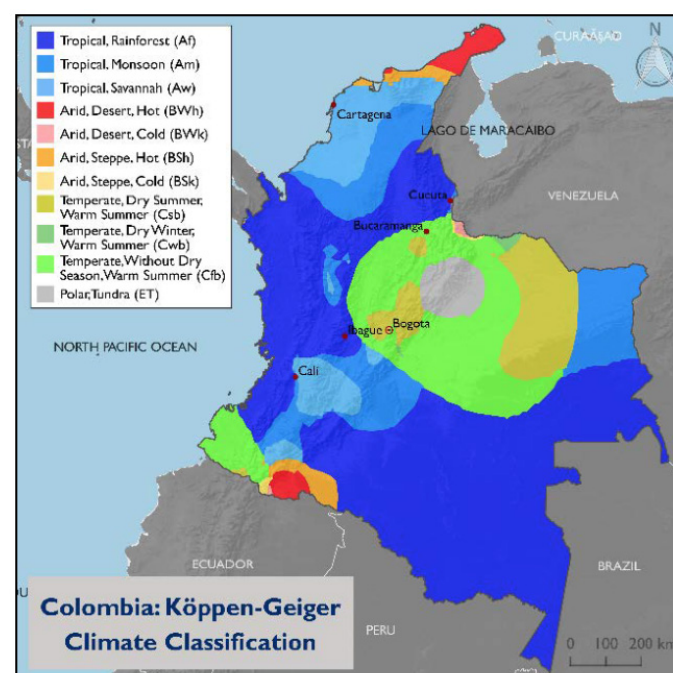 Tropical, Rainforest (Af)
Tropical, Monsoon (Am)
Tropical, Savannah (Aw)
Arid, Desert, Hot (BWh)
Arid, Desert, Cold (BWk)
Arid, Steppe, Hot (BSh)
Arid, Steppe, Cold (BSk)
Temperate, Dry Summer,
Warm Summer (Csb)
Temperate, Dry Winter,
Warm Summer (Cwb)
Temperate, Without Dry
Season, Warm Summer (Cfb)
Polar, Tundra (ET)
CURAÃ§AO
N
Cartagena
LAGO DE MARACAIBO
Cucuta
VENEZUELA
Bucaramanga
NORTH PACIFIC OCEAN
Ibague
Bogota
Cali
ECUADOR
BRAZIL
PERU
Colombia: Köppen-Geiger
Climate Classification
0 100 200 km